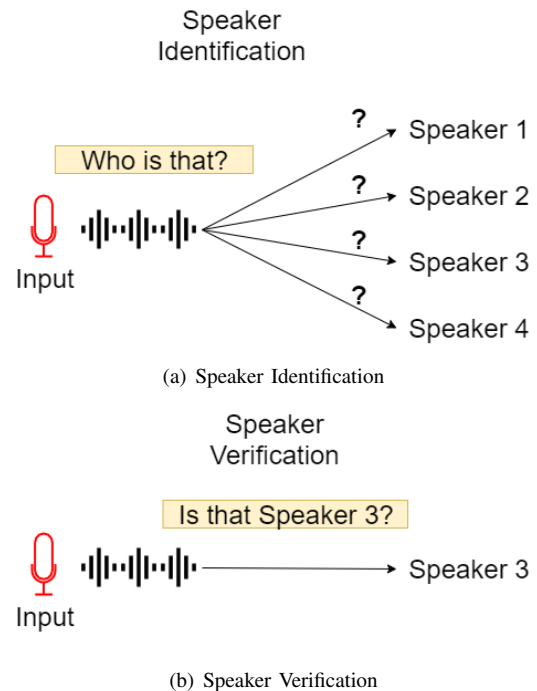 Speaker
Identification
?
Speaker 1
Who is that?
?
Speaker 2
?
Speaker 3
Input
?
Speaker 4
(a) Speaker Identification
Speaker
Verification
Is that Speaker 3?
Speaker 3
Input
(b) Speaker Verification